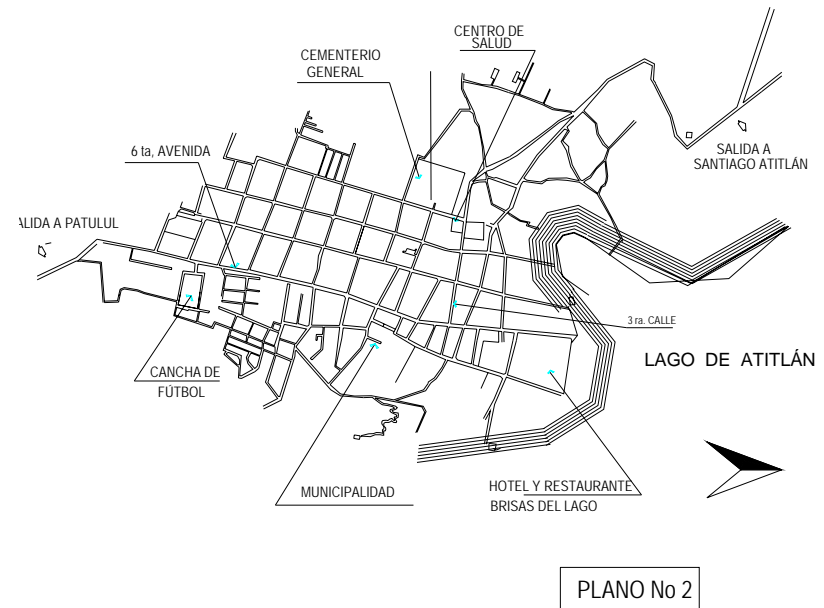 CENTRO DE
SALUD
CEMENTERIO
GENERAL
6 ta, AVENIDA
SALIDA A
SANTIAGO ATITLÁN
ALIDA A PATULUL
3 ra. CALLE
LAGO DE ATITLÁN
CANCHA DE
FÚTBOL
MUNICIPALIDAD
HOTEL Y RESTAURANTE
BRISAS DEL LAGO
PLANO No 2